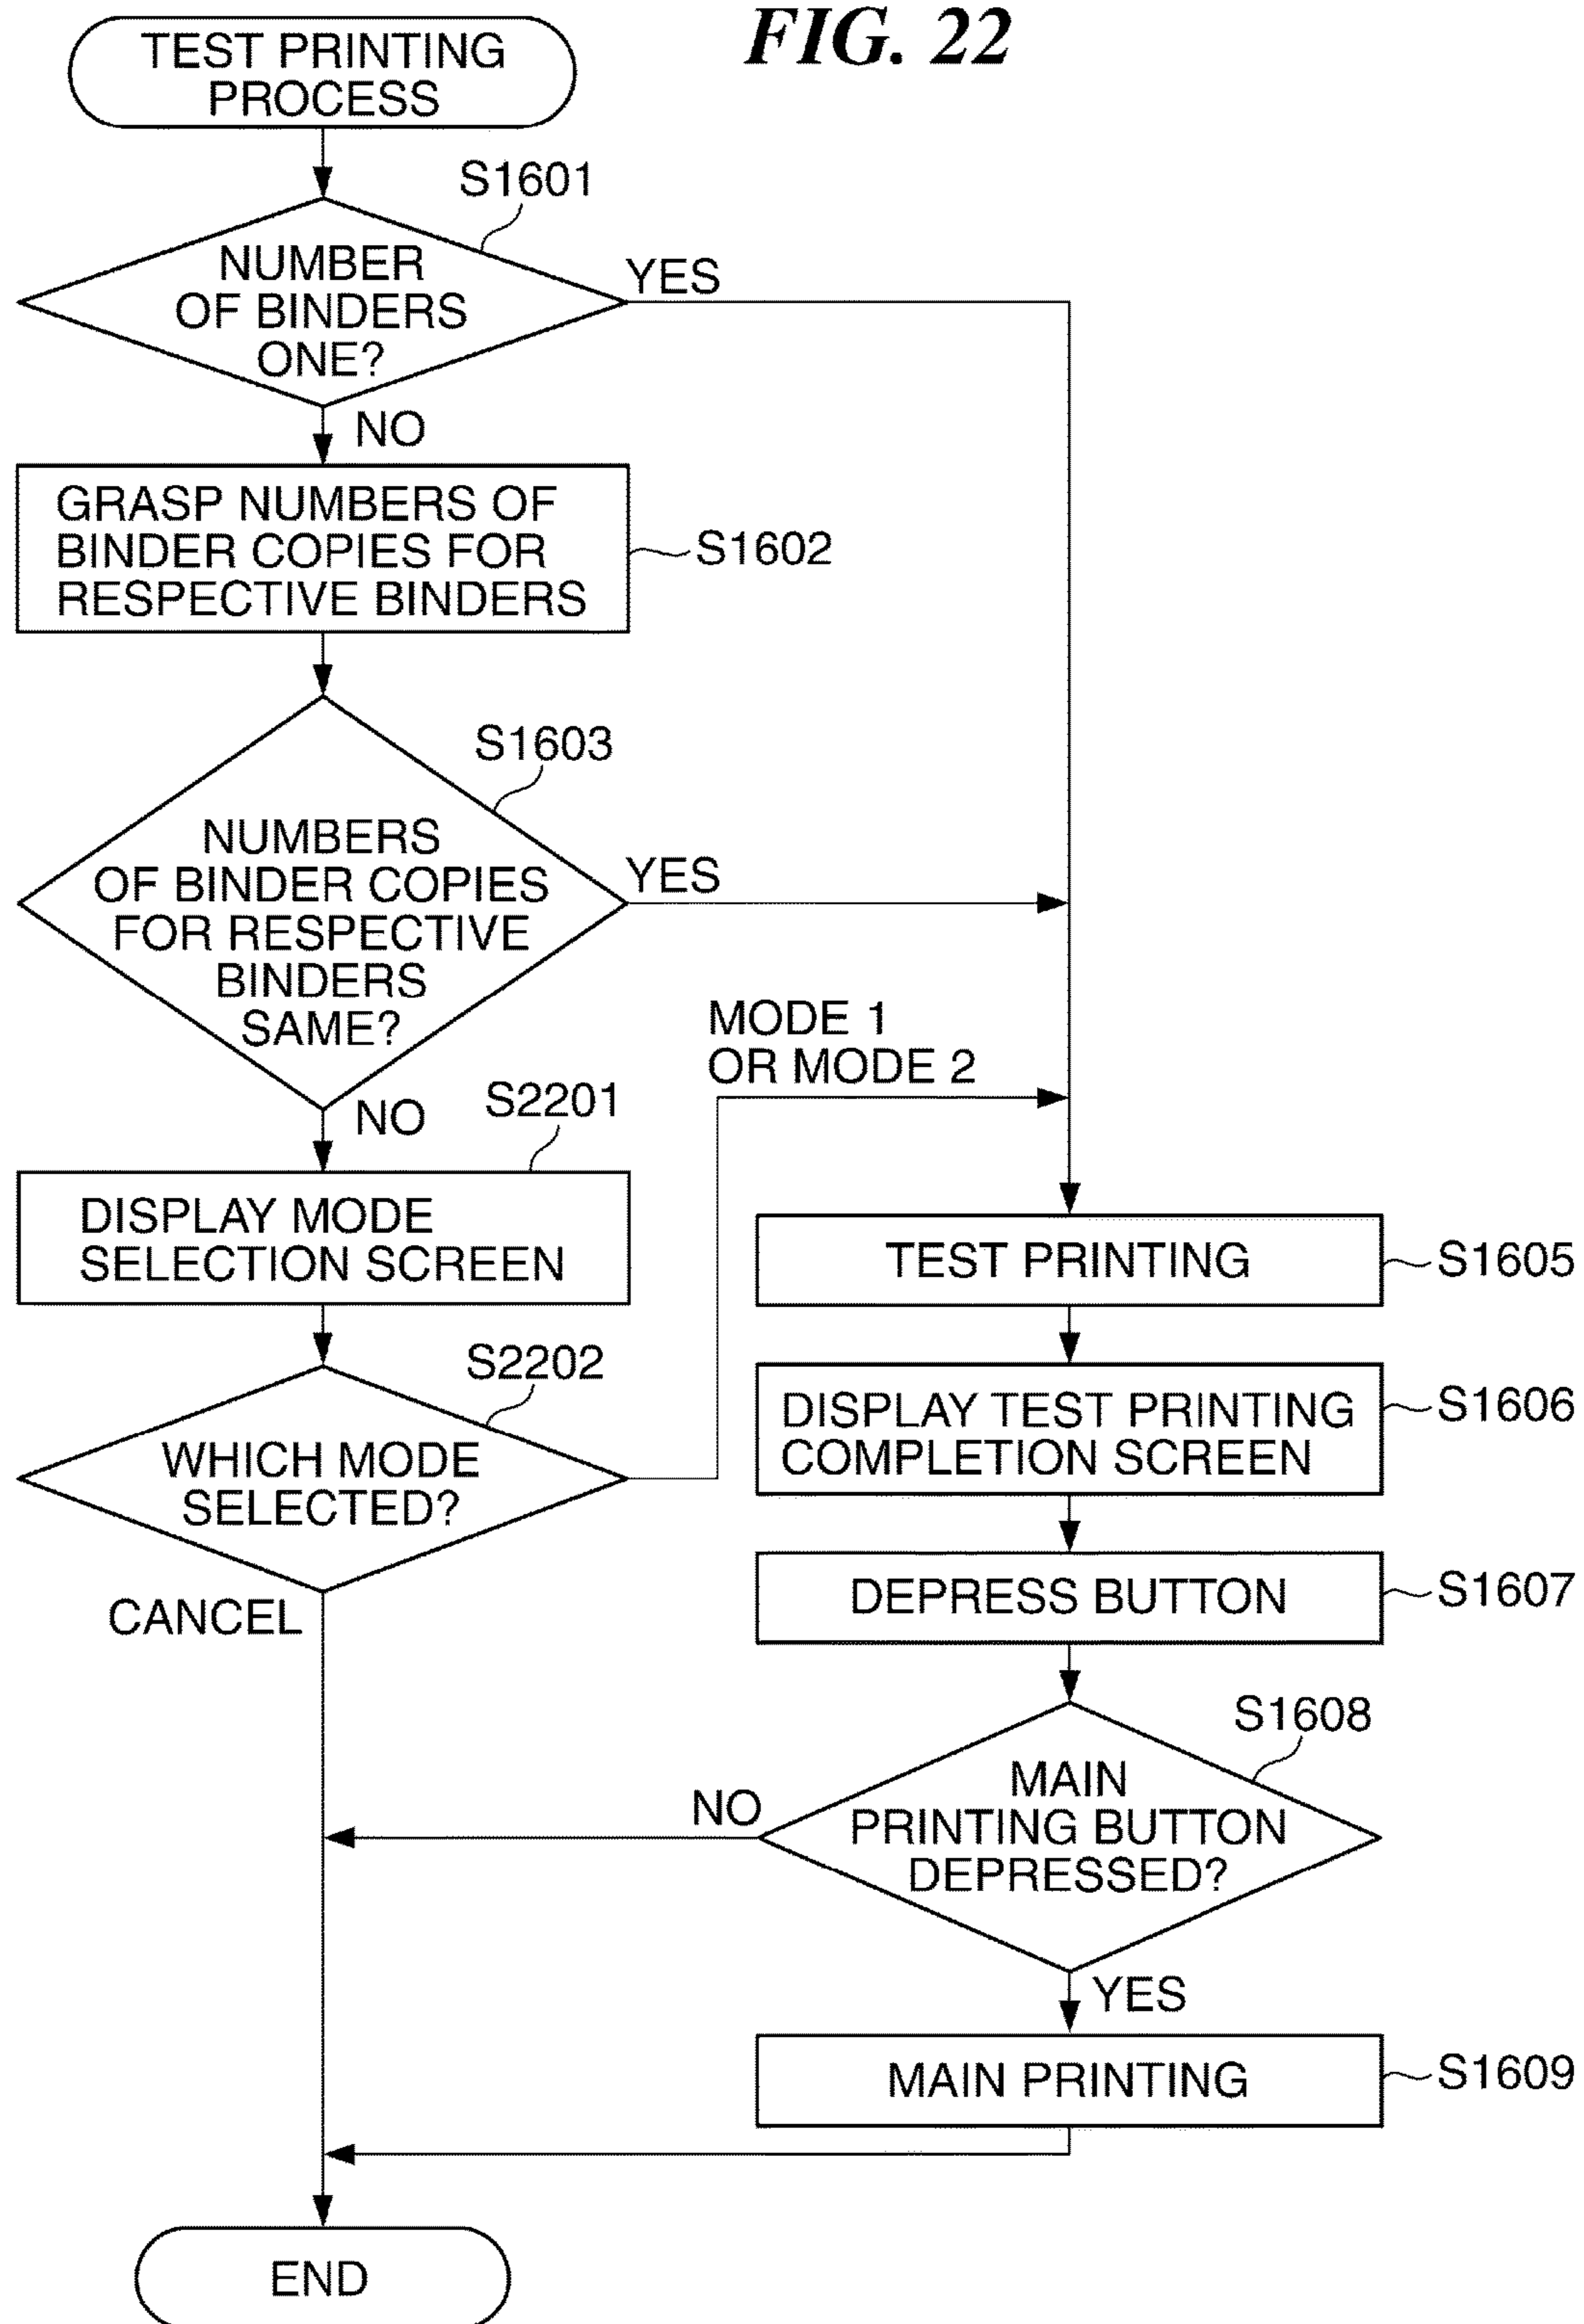 FIG. 22
TEST PRINTING
PROCESS
S1601
NUMBER
OF BINDERS
ONE?
YES
NO
GRASP NUMBERS OF
BINDER COPIES FOR
RESPECTIVE BINDERS
S1602
S1603
NUMBERS
OF BINDER COPIES
FOR RESPECTIVE
BINDERS
SAME?
YES
NO
MODE 1
OR MODE 2
S2201
DISPLAY MODE
SELECTION SCREEN
S2202
WHICH MODE
SELECTED?
CANCEL
TEST PRINTING
S1605
DISPLAY TEST PRINTING
COMPLETION SCREEN
S1606
DEPRESS BUTTON
S1607
S1608
MAIN
PRINTING BUTTON
DEPRESSED?
NO
YES
MAIN PRINTING
S1609
END